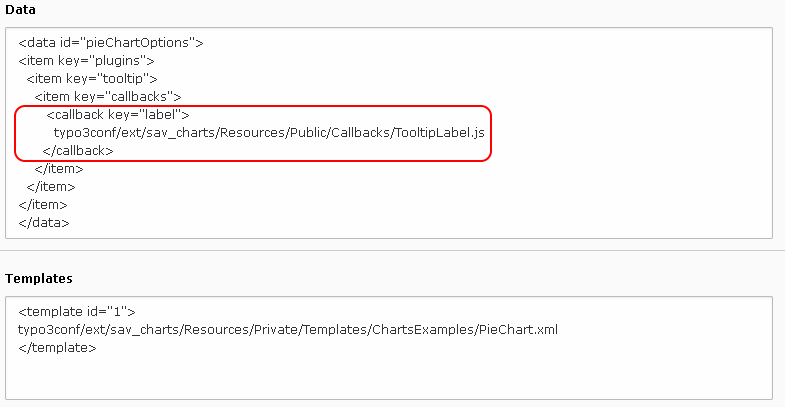 Data
<data id="pieChartOptions">
<item key="plugins">
<item key="tooltip">
<item key="callbacks">
<callback key="label">
typo3conf/ext/sav_charts/Resources/Public/Callbacks/TooltipLabel.js
</callback>
</item>
</item>
</item>
</data>
Templates
<template id="1">
typo3conf/ext/sav_charts/Resources/Private/Templates/ChartsExamples/PieChart.xml
</template>